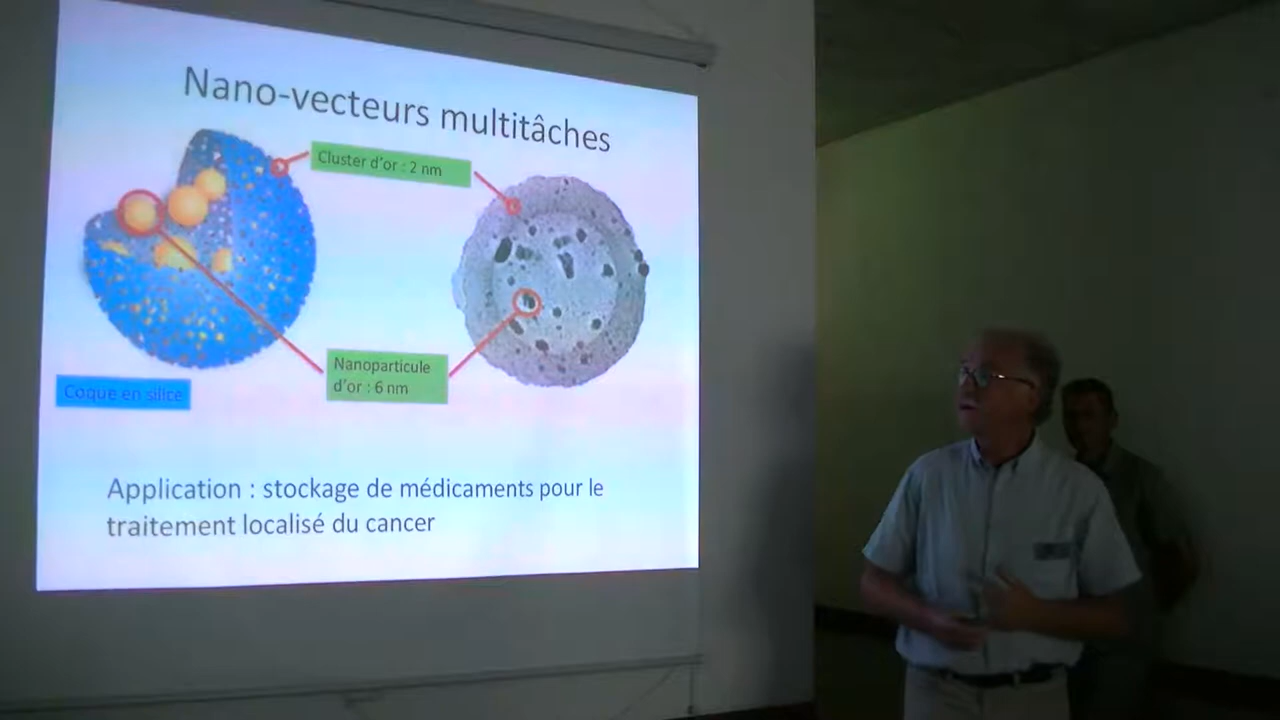 Nano-vecteurs multitâches
Cluster d'or : 2 nm
Nanoparticule
d'or : 6 nm
Coque en silice
Application : stockage de médicaments pour le
traitement localisé du cancer